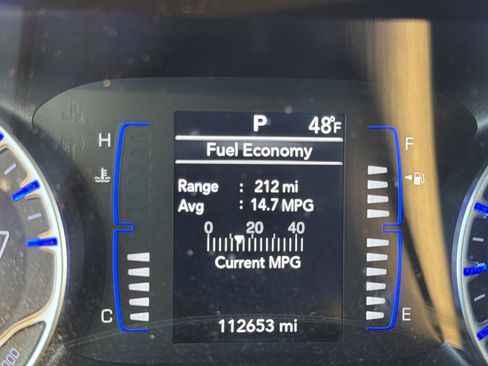 P 48°F
H Fuel Economy F
Range : 212 mi
Avg : 14.7 MPG
0 20 40
Current MPG
C 112653 mi E